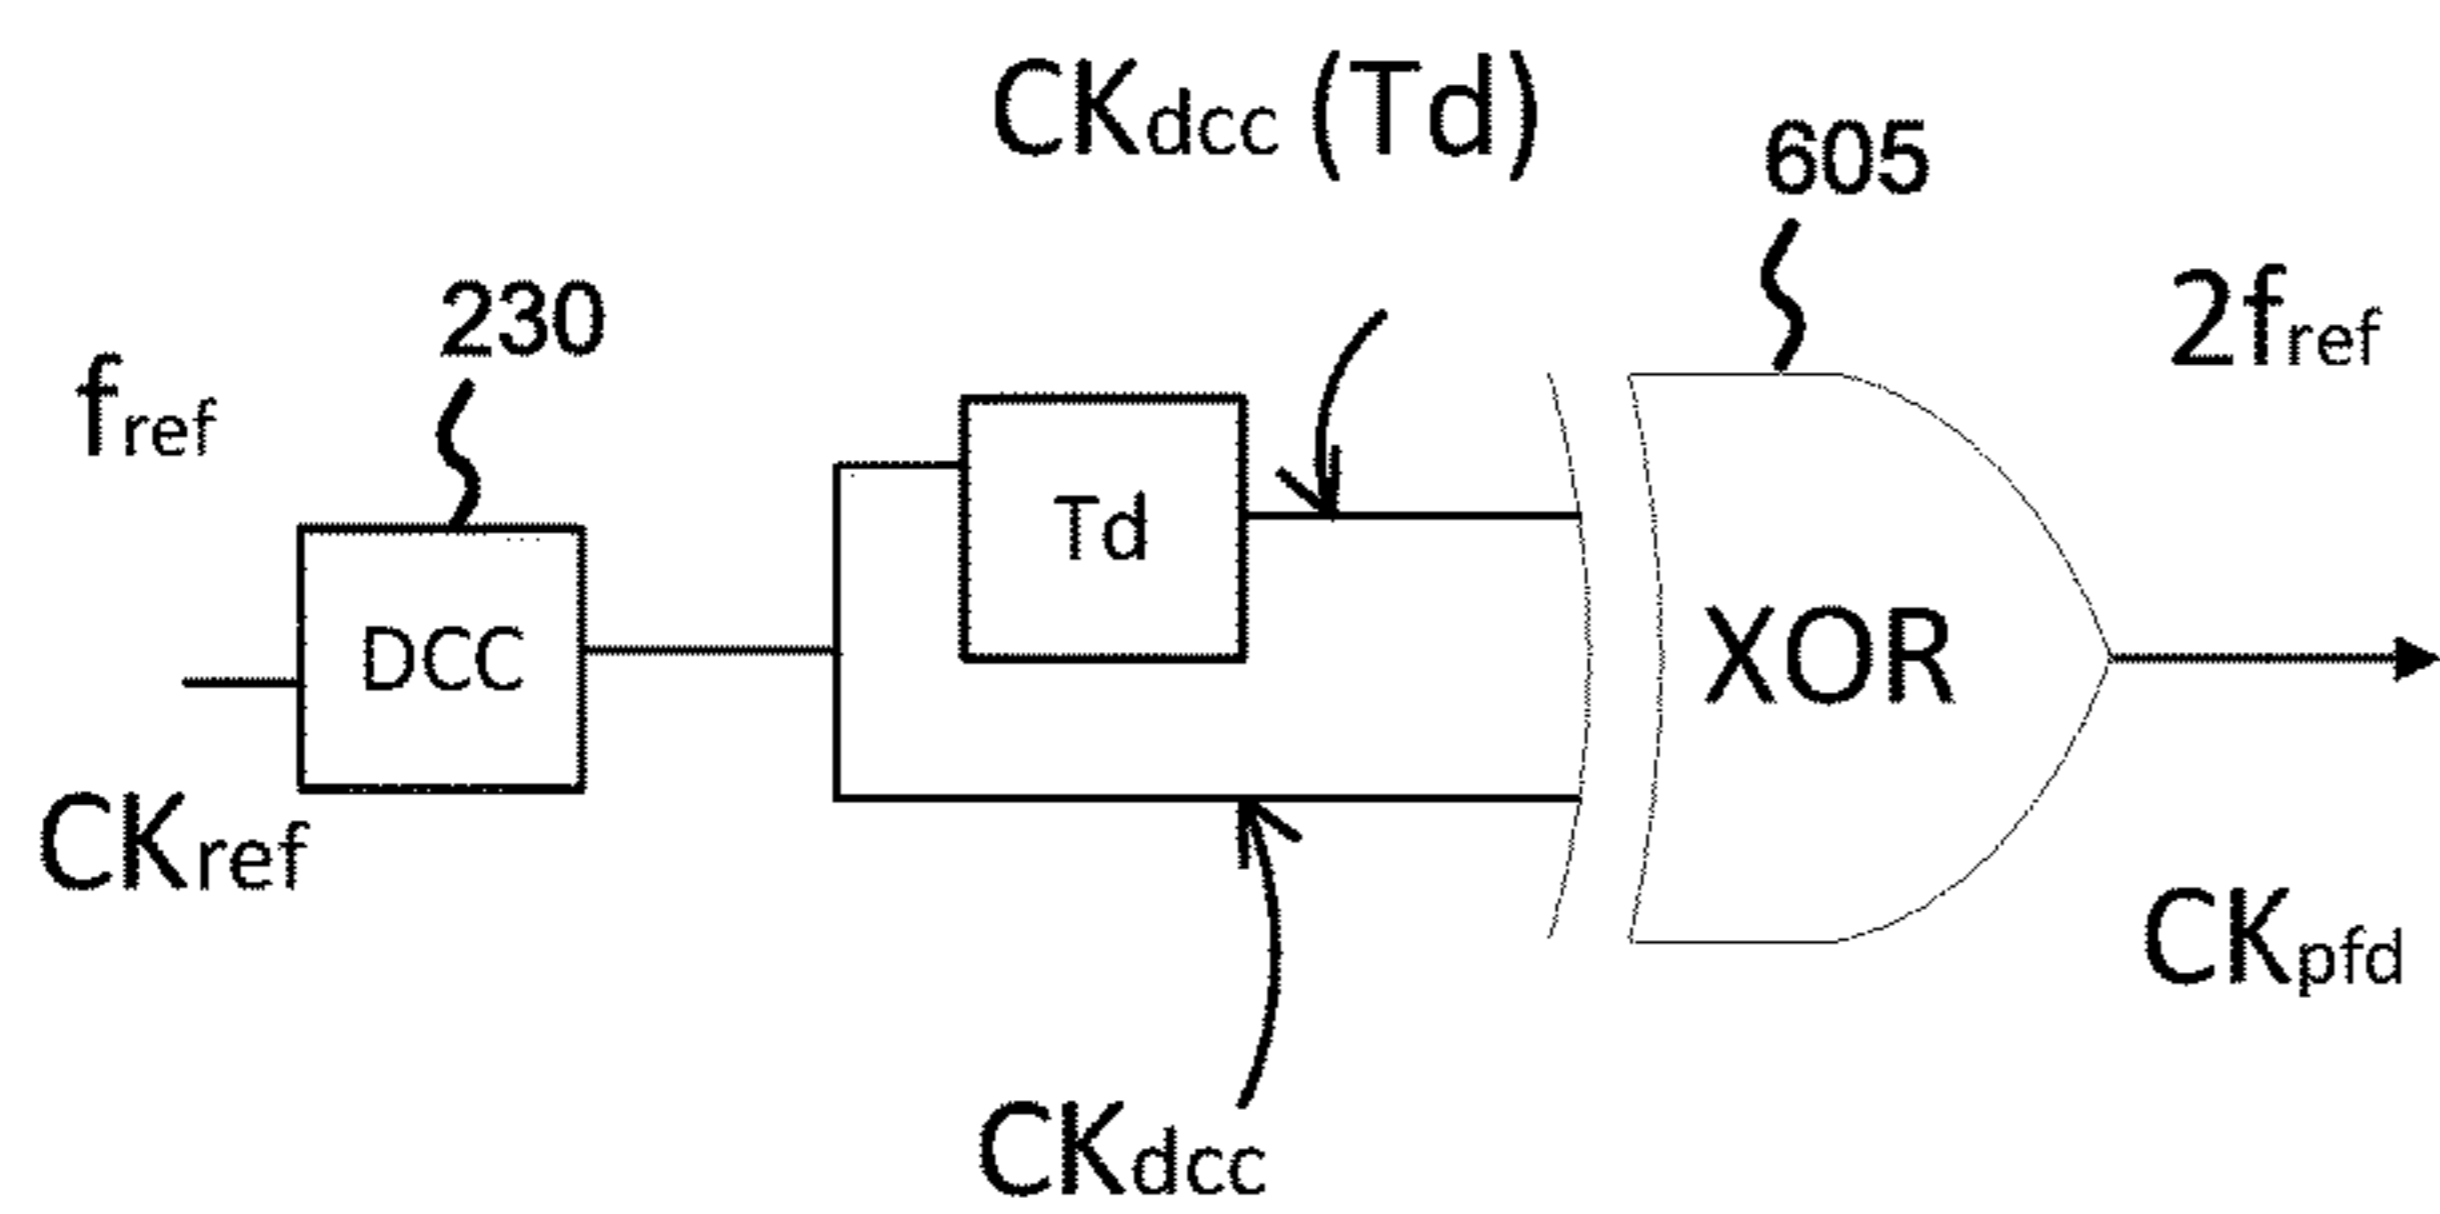 CKdcc (Td)
605
230
2fref
fref
Td
DCC
XOR
CKref
CKpfd
CKdcc